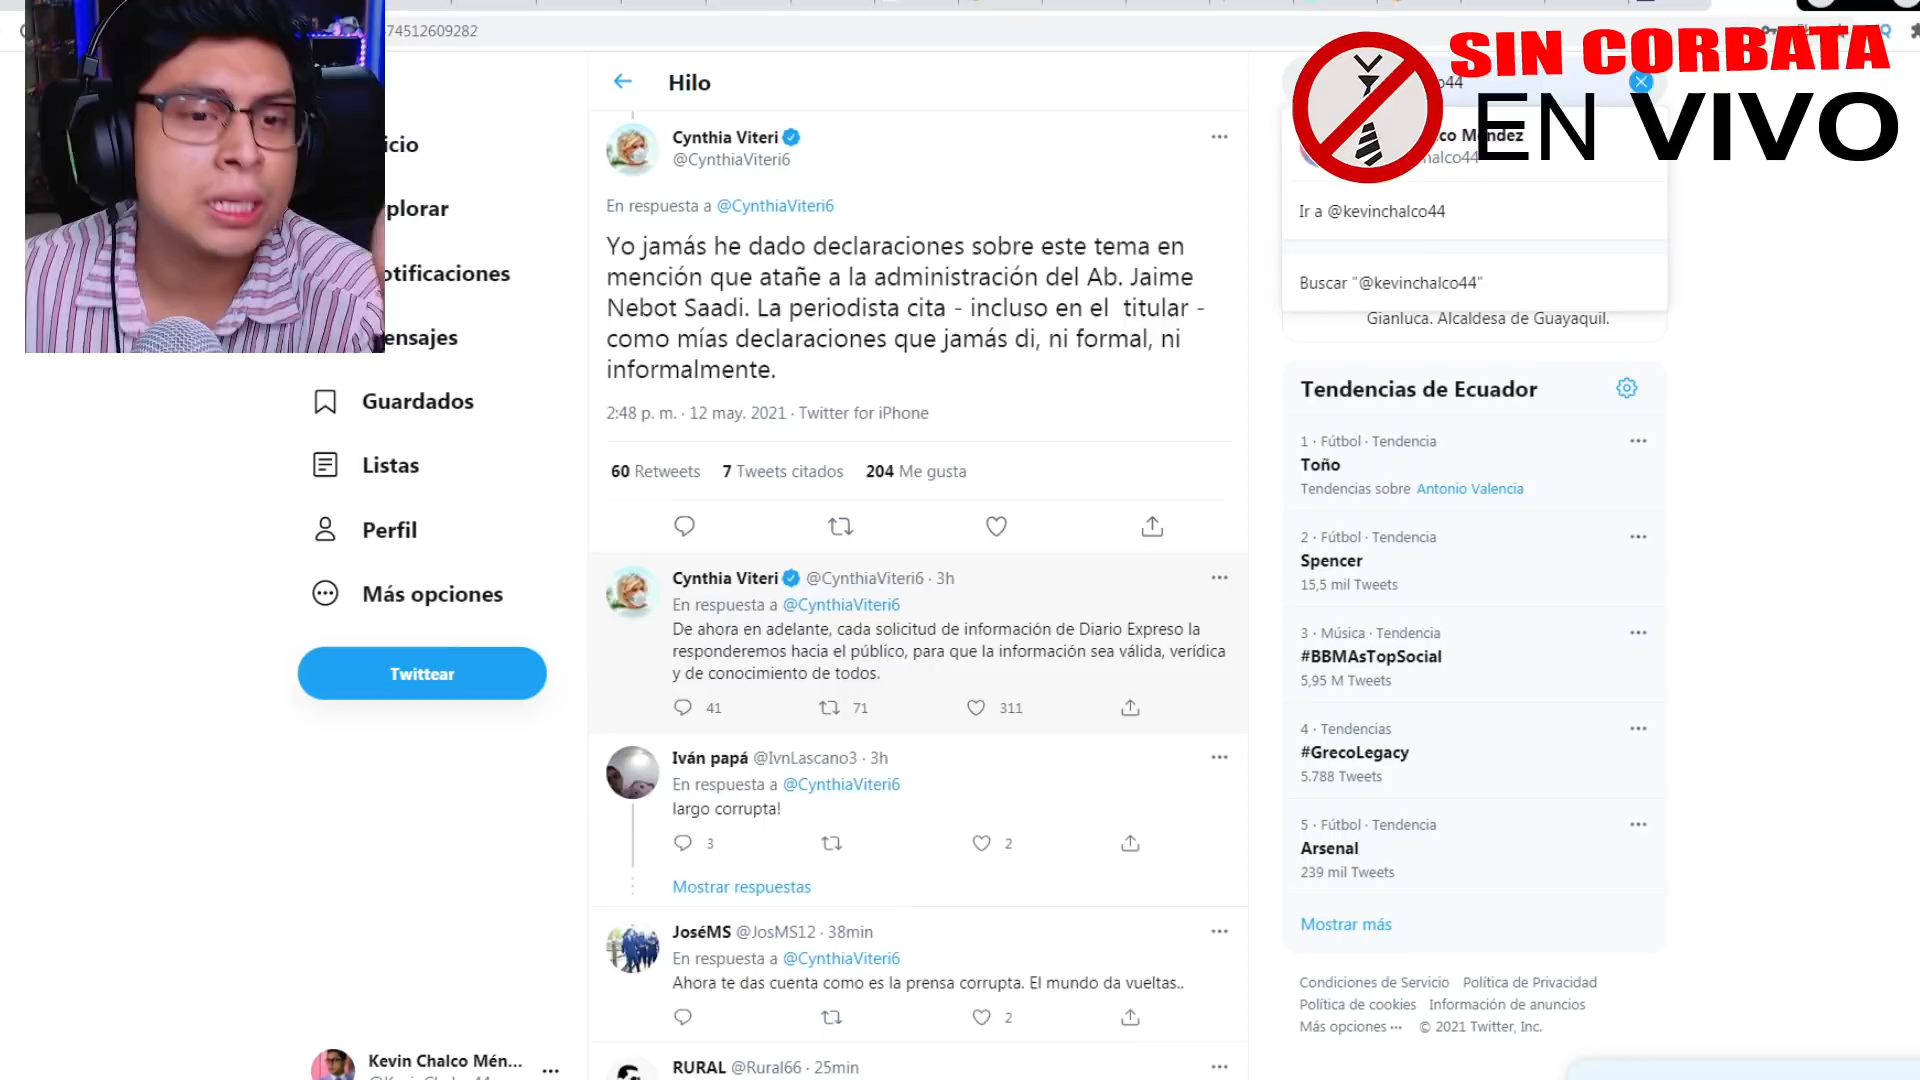 74512609282
SIN CORBATA
EN VIVO
Hilo
Cynthia Viteri
@CynthiaViteri6
En respuesta a @CynthiaViteri6
Yo jamás he dado declaraciones sobre este tema en
mención que atañe a la administración del Ab. Jaime
Nebot Saadi. La periodista cita - incluso en el titular -
como mías declaraciones que jamás di, ni formal, ni
informalmente.
2:48 p. m. · 12 may. 2021 · Twitter for iPhone
60 Retweets 7 Tweets citados 204 Me gusta
Cynthia Viteri @CynthiaViteri6 · 3h
En respuesta a @CynthiaViteri6
De ahora en adelante, cada solicitud de información de Diario Expreso la
responderemos hacia el público, para que la información sea válida, verídica
y de conocimiento de todos.
41 71 311
Iván papá @IvnLascano3 · 3h
En respuesta a @CynthiaViteri6
largo corrupta!
3 2
Mostrar respuestas
JoséMS @JosMS12 · 38min
En respuesta a @CynthiaViteri6
Ahora te das cuenta como es la prensa corrupta. El mundo da vueltas..
2
RURAL @Rural66 · 25min
icio
plorar
otificaciones
ensajes
Guardados
Listas
Perfil
Más opciones
Twittear
Kevin Chalco Mén...
co44
co Méndez
halco44
Ir a @kevinchalco44
Buscar "@kevinchalco44"
Gianluca. Alcaldesa de Guayaquil.
Tendencias de Ecuador
1 · Fútbol · Tendencia
Toño
Tendencias sobre Antonio Valencia
2 · Fútbol · Tendencia
Spencer
15,5 mil Tweets
3 · Música · Tendencia
#BBMAsTopSocial
5,95 M Tweets
4 · Tendencias
#GrecoLegacy
5.788 Tweets
5 · Fútbol · Tendencia
Arsenal
239 mil Tweets
Mostrar más
Condiciones de Servicio Política de Privacidad
Política de cookies Información de anuncios
Más opciones ··· © 2021 Twitter, Inc.